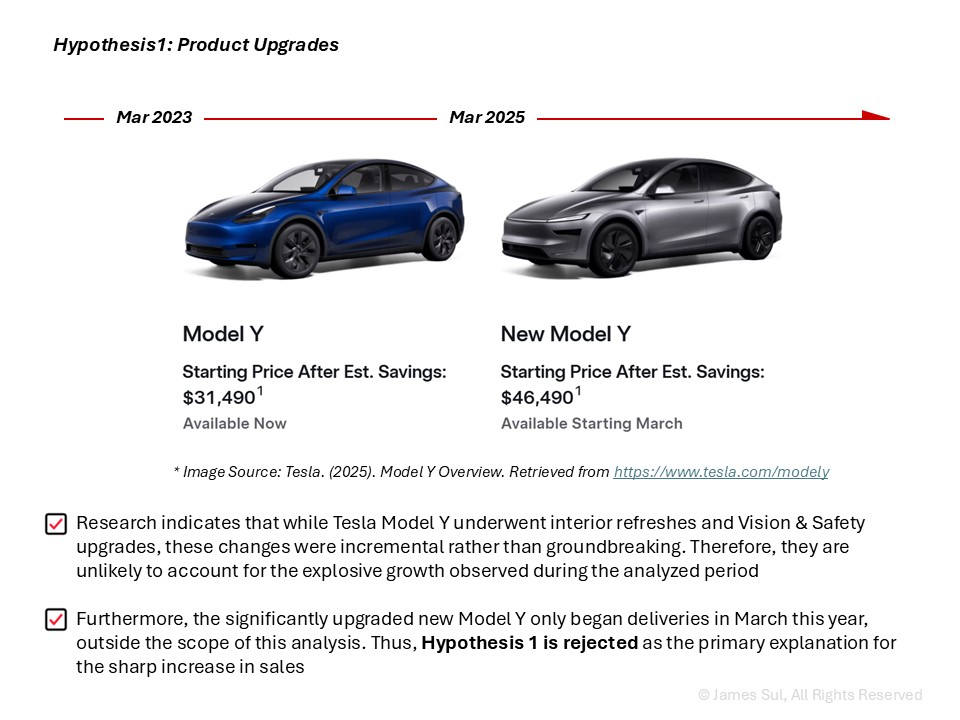 Hypothesis1: Product Upgrades
Mar 2023
Mar 2025
Model Y
Starting Price After Est. Savings:
$31,490¹
Available Now
New Model Y
Starting Price After Est. Savings:
$46,490¹
Available Starting March
* Image Source: Tesla. (2025). Model Y Overview. Retrieved from https://www.tesla.com/modely
Research indicates that while Tesla Model Y underwent interior refreshes and Vision & Safety
upgrades, these changes were incremental rather than groundbreaking. Therefore, they are
unlikely to account for the explosive growth observed during the analyzed period
Furthermore, the significantly upgraded new Model Y only began deliveries in March this year,
outside the scope of this analysis. Thus, Hypothesis 1 is rejected as the primary explanation for
the sharp increase in sales
© James Sul, All Rights Reserved